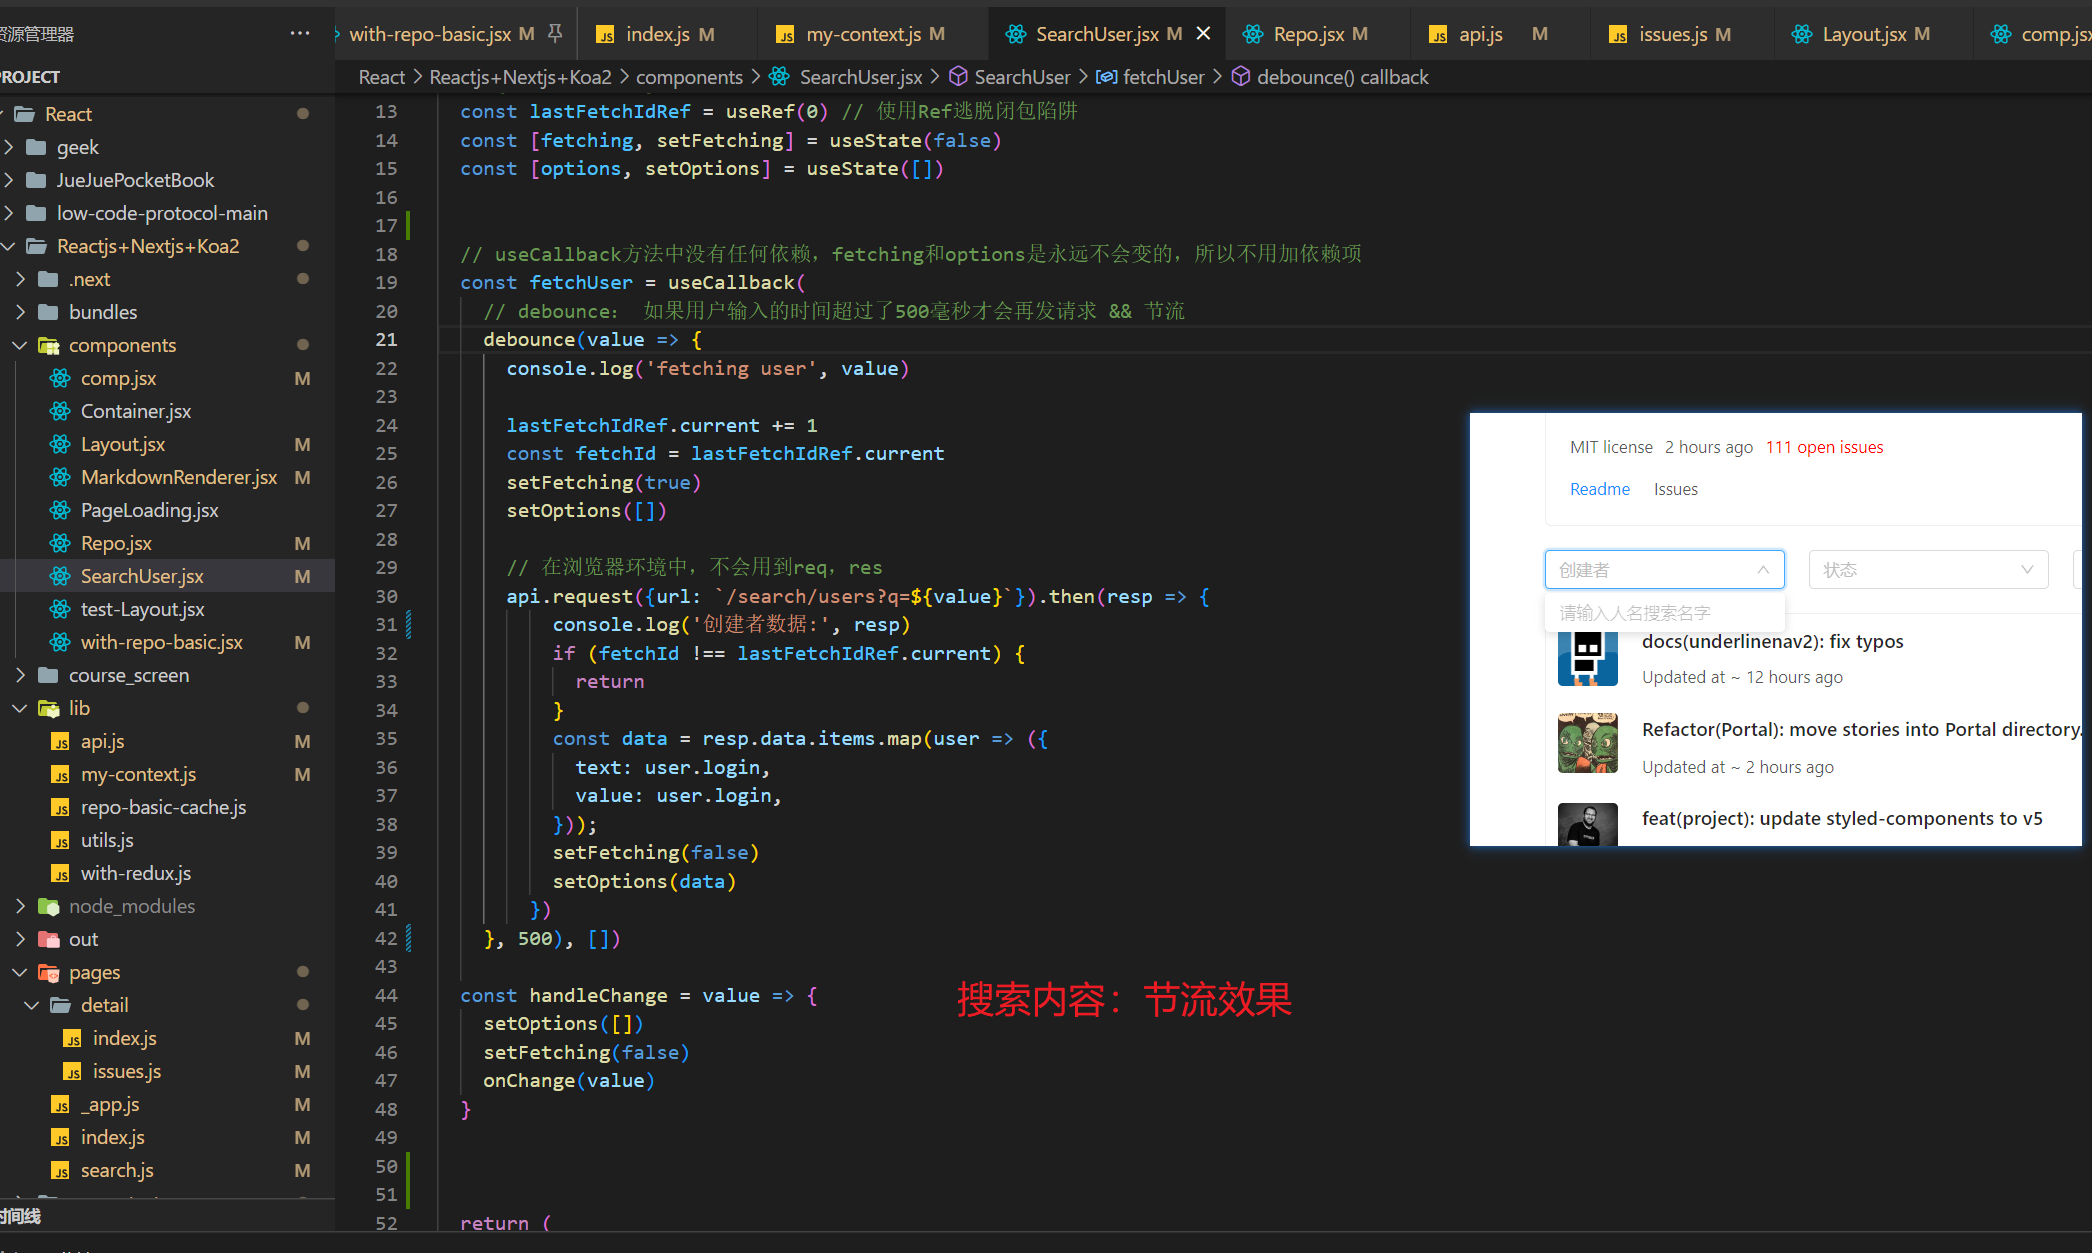 资源管理器
···
with-repo-basic.jsx M
index.js M
my-context.js M
SearchUser.jsx M
Repo.jsx M
api.js M
issues.js M
Layout.jsx M
comp.jsx
React > Reactjs+Nextjs+Koa2 > components > SearchUser.jsx > SearchUser > fetchUser > debounce() callback
PROJECT
React
geek
JueJuePocketBook
low-code-protocol-main
Reactjs+Nextjs+Koa2
.next
bundles
components
comp.jsx M
Container.jsx
Layout.jsx M
MarkdownRenderer.jsx M
PageLoading.jsx
Repo.jsx M
SearchUser.jsx M
test-Layout.jsx
with-repo-basic.jsx M
course_screen
lib
api.js M
my-context.js M
repo-basic-cache.js
utils.js
with-redux.js
node_modules
out
pages
detail
index.js M
issues.js M
_app.js M
index.js M
search.js M
时间线
13 const lastFetchIdRef = useRef(0) // 使用Ref逃脱闭包陷阱
14 const [fetching, setFetching] = useState(false)
15 const [options, setOptions] = useState([])
16
17
18 // useCallback方法中没有任何依赖，fetching和options是永远不会变的，所以不用加依赖项
19 const fetchUser = useCallback(
20 // debounce： 如果用户输入的时间超过了500毫秒才会再发请求 && 节流
21 debounce(value => {
22 console.log('fetching user', value)
23
24 lastFetchIdRef.current += 1
25 const fetchId = lastFetchIdRef.current
26 setFetching(true)
27 setOptions([])
28
29 // 在浏览器环境中，不会用到req，res
30 api.request({url: `/search/users?q=${value}`}).then(resp => {
31 console.log('创建者数据:', resp)
32 if (fetchId !== lastFetchIdRef.current) {
33 return
34 }
35 const data = resp.data.items.map(user => ({
36 text: user.login,
37 value: user.login,
38 }));
39 setFetching(false)
40 setOptions(data)
41 })
42 }, 500), [])
43
44 const handleChange = value => {
45 setOptions([])
46 setFetching(false)
47 onChange(value)
48 }
49
50
51
52 return (
搜索内容：节流效果
MIT license 2 hours ago 111 open issues
Readme Issues
创建者 状态
请输入人名搜索名字
docs(underlinenav2): fix typos
Updated at ~ 12 hours ago
Refactor(Portal): move stories into Portal directory.
Updated at ~ 2 hours ago
feat(project): update styled-components to v5